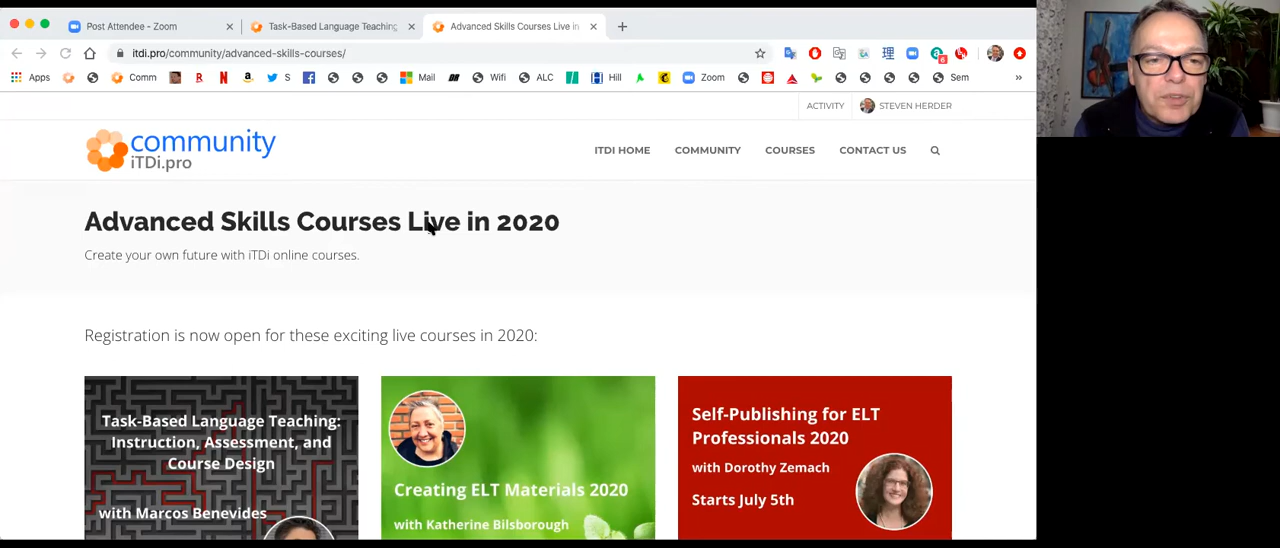 Post Attendee - Zoom
Task-Based Language Teaching
Advanced Skills Courses Live in
itdi.pro/community/advanced-skills-courses/
Apps Comm S Mail Wifi ALC Hill Zoom Sem »
ACTIVITY STEVEN HERDER
community
iTDi.pro
ITDI HOME COMMUNITY COURSES CONTACT US
Advanced Skills Courses Live in 2020
Create your own future with iTDi online courses.
Registration is now open for these exciting live courses in 2020:
Task-Based Language Teaching:
Instruction, Assessment, and
Course Design
with Marcos Benevides
Creating ELT Materials 2020
with Katherine Bilsborough
Self-Publishing for ELT
Professionals 2020
with Dorothy Zemach
Starts July 5th